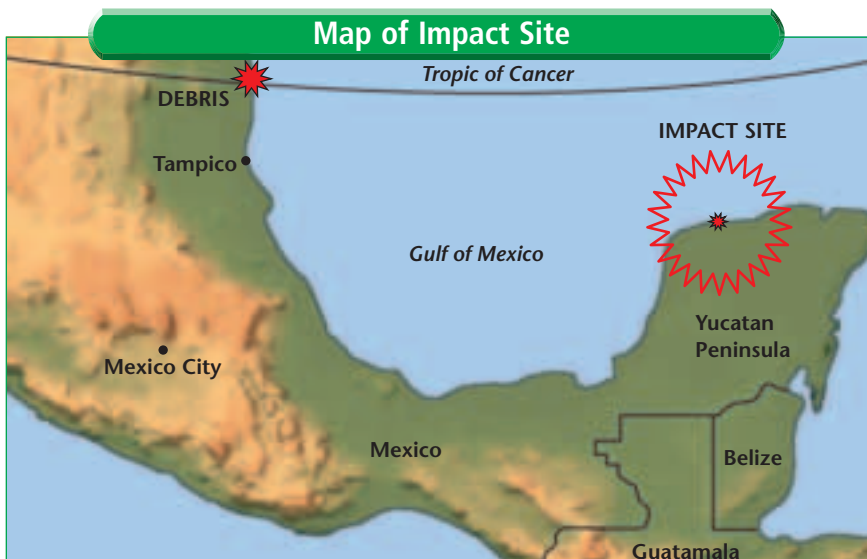 Map of Impact Site
Tropic of Cancer
DEBRIS
IMPACT SITE
Tampico
Gulf of Mexico
Yucatan
Peninsula
Mexico City
Mexico
Belize
Guatamala